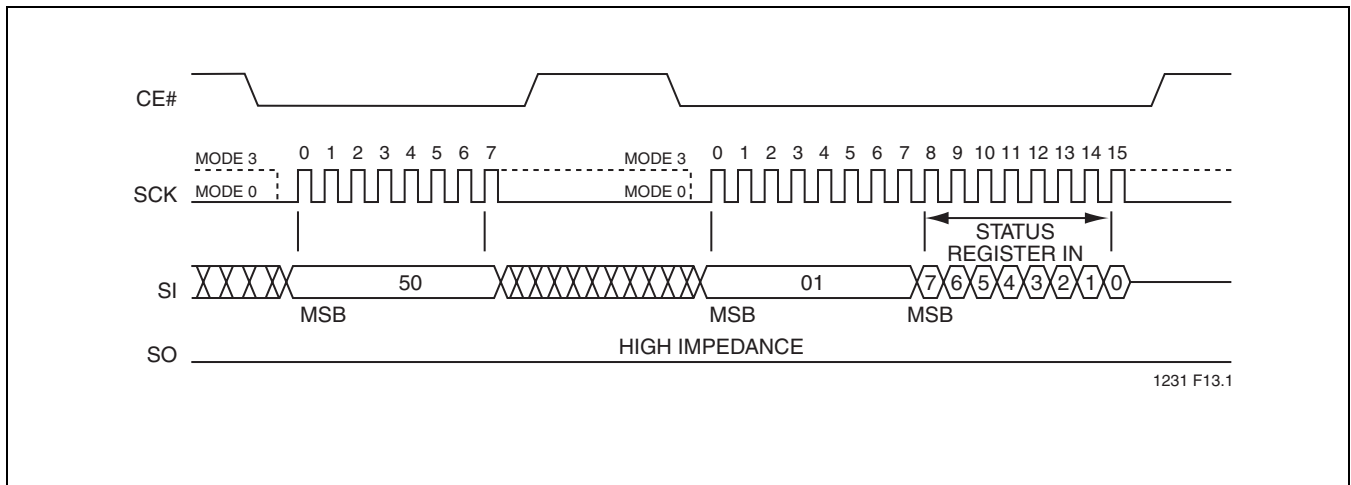 CE#
MODE 3 0 1 2 3 4 5 6 7 MODE 3 0 1 2 3 4 5 6 7 8 9 10 11 12 13 14 15
SCK MODE 0 MODE 0
STATUS
REGISTER IN
SI 50 01 7 6 5 4 3 2 1 0
MSB MSB MSB
SO HIGH IMPEDANCE
1231 F13.1